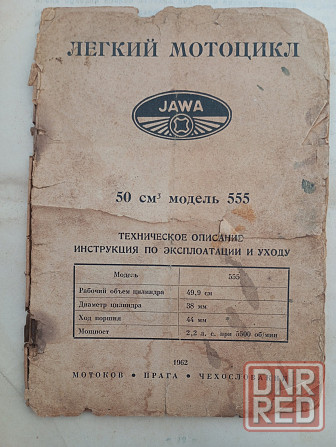 ЛЕГКИЙ МОТОЦИКЛ
JAWA
50 см³ модель 555
ТЕХНИЧЕСКОЕ ОПИСАНИЕ
ИНСТРУКЦИЯ ПО ЭКСПЛОАТАЦИИ И УХОДУ
Модель 555
Рабочий объем цилиндра 49,9 см
Диаметр цилиндра 38 мм
Ход поршня 44 мм
Мощност 2,2 л. с. при 5500 об/мин
1962
МОТОКОВ • ПРАГА • ЧЕХОСЛОВАКИЯ
DNR
RED